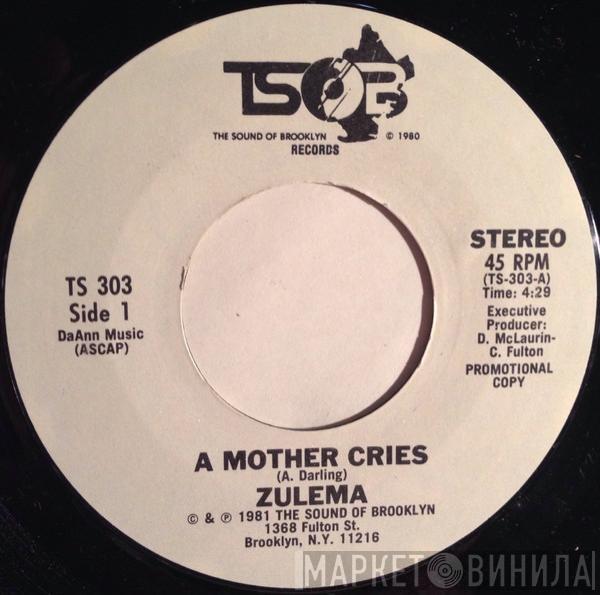 TSOB
THE SOUND OF BROOKLYN © 1980
RECORDS
TS 303
Side 1
DaAnn Music
(ASCAP)
STEREO
45 RPM
(TS-303-A)
Time: 4:29
Executive
Producer:
D. McLaurin-
C. Fulton
PROMOTIONAL
COPY
A MOTHER CRIES
(A. Darling)
ZULEMA
© & ℗ 1981 THE SOUND OF BROOKLYN
1368 Fulton St.
Brooklyn, N.Y. 11216
МАРКЕТ ВИНИЛА